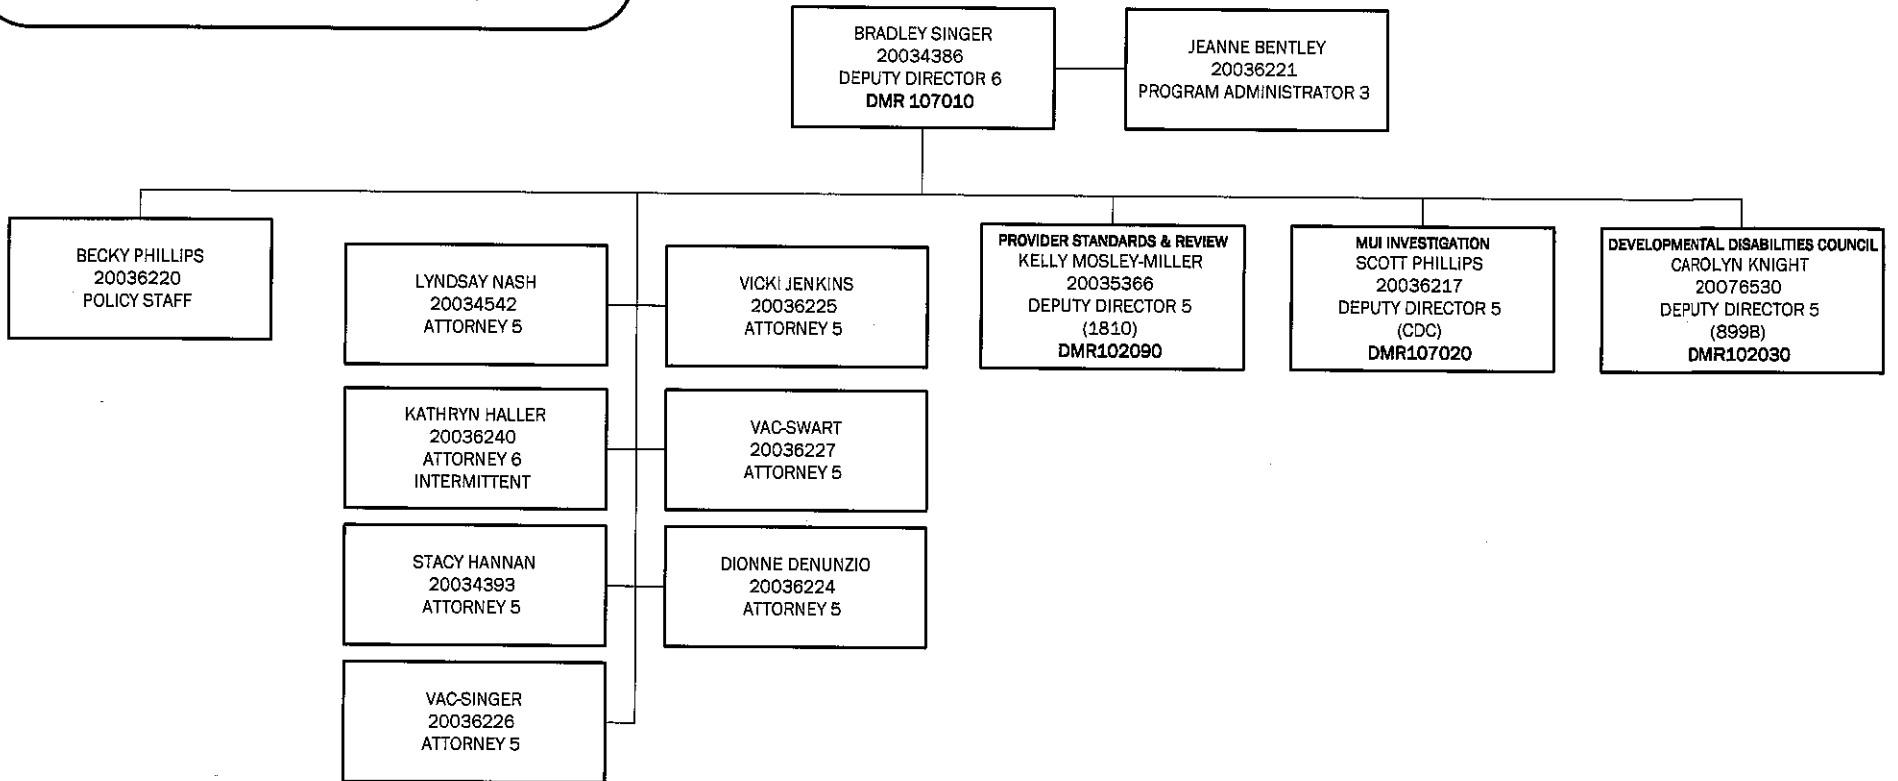 BRADLEY SINGER
20034386
DEPUTY DIRECTOR 6
DMR 107010
JEANNE BENTLEY
20036221
PROGRAM ADMINISTRATOR 3
BECKY PHILLIPS
20036220
POLICY STAFF
LYNDSAY NASH
20034542
ATTORNEY 5
VICKI JENKINS
20036225
ATTORNEY 5
PROVIDER STANDARDS & REVIEW
KELLY MOSLEY-MILLER
20035366
DEPUTY DIRECTOR 5
(1810)
DMR102090
MUI INVESTIGATION
SCOTT PHILLIPS
20036217
DEPUTY DIRECTOR 5
(CDC)
DMR107020
DEVELOPMENTAL DISABILITIES COUNCIL
CAROLYN KNIGHT
20076530
DEPUTY DIRECTOR 5
(899B)
DMR102030
KATHRYN HALLER
20036240
ATTORNEY 6
INTERMITTENT
VAC-SWART
20036227
ATTORNEY 5
STACY HANNAN
20034393
ATTORNEY 5
DIONNE DENUNZIO
20036224
ATTORNEY 5
VAC-SINGER
20036226
ATTORNEY 5